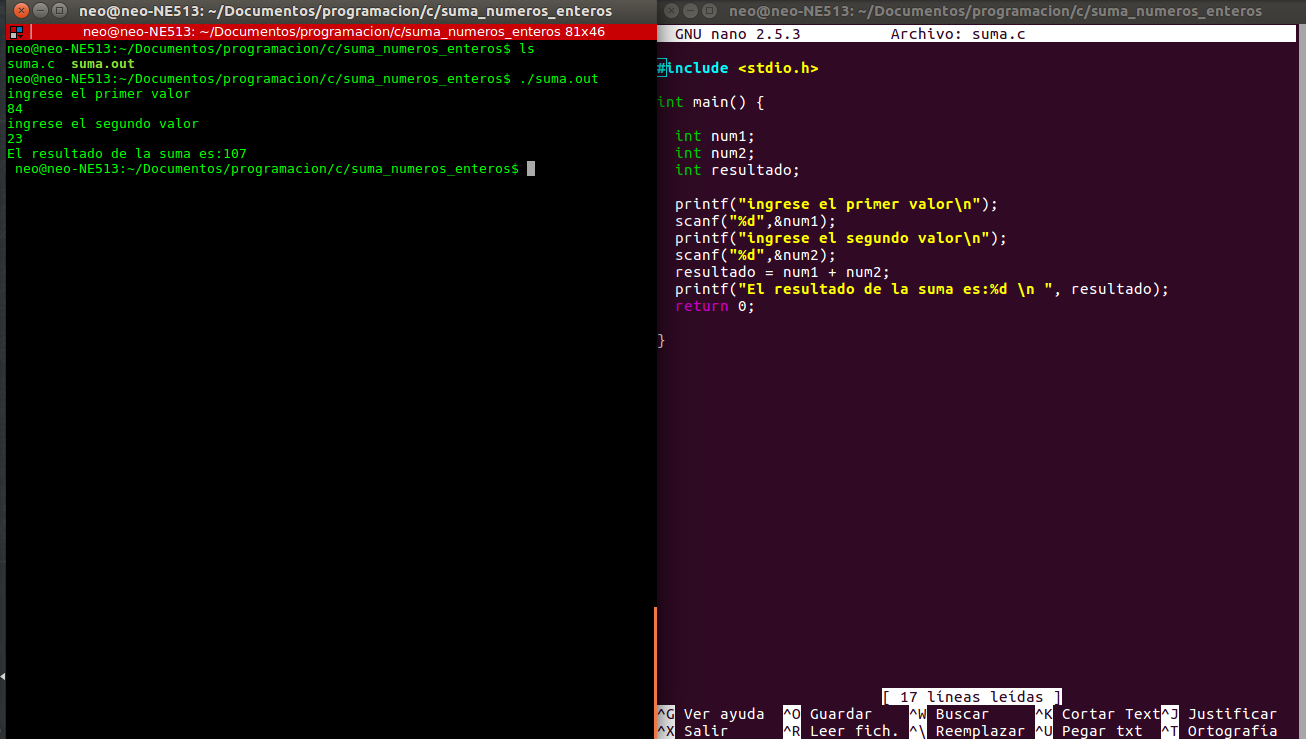 neo@neo-NE513: ~/Documentos/programacion/c/suma_numeros_enteros
neo@neo-NE513: ~/Documentos/programacion/c/suma_numeros_enteros 81x46
neo@neo-NE513:~/Documentos/programacion/c/suma_numeros_enteros$ ls
suma.c  suma.out
neo@neo-NE513:~/Documentos/programacion/c/suma_numeros_enteros$ ./suma.out
ingrese el primer valor
84
ingrese el segundo valor
23
El resultado de la suma es:107
 neo@neo-NE513:~/Documentos/programacion/c/suma_numeros_enteros$
neo@neo-NE513: ~/Documentos/programacion/c/suma_numeros_enteros
GNU nano 2.5.3          Archivo: suma.c
#include <stdio.h>
int main() {
  int num1;
  int num2;
  int resultado;
  printf("ingrese el primer valor\n");
  scanf("%d",&num1);
  printf("ingrese el segundo valor\n");
  scanf("%d",&num2);
  resultado = num1 + num2;
  printf("El resultado de la suma es:%d \n ", resultado);
  return 0;
}
[ 17 líneas leídas ]
^G Ver ayuda  ^O Guardar    ^W Buscar     ^K Cortar Text^J Justificar
^X Salir      ^R Leer fich. ^\ Reemplazar ^U Pegar txt  ^T Ortografía